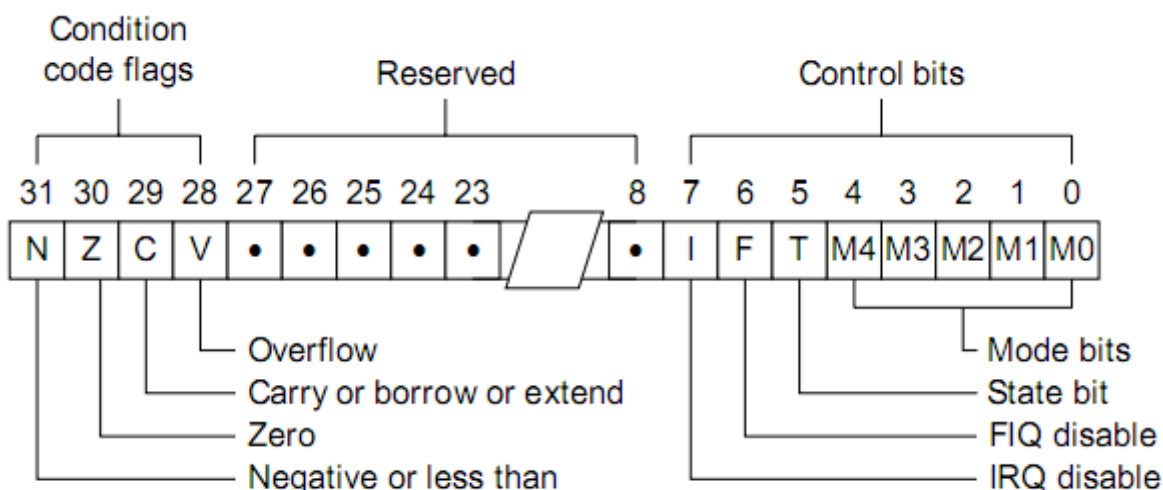 Condition
code flags
Reserved
Control bits
31 30 29 28 27 26 25 24 23 8 7 6 5 4 3 2 1 0
N Z C V • • • • • • I F T M4 M3 M2 M1 M0
Overflow
Mode bits
Carry or borrow or extend
State bit
Zero
FIQ disable
Negative or less than
IRQ disable